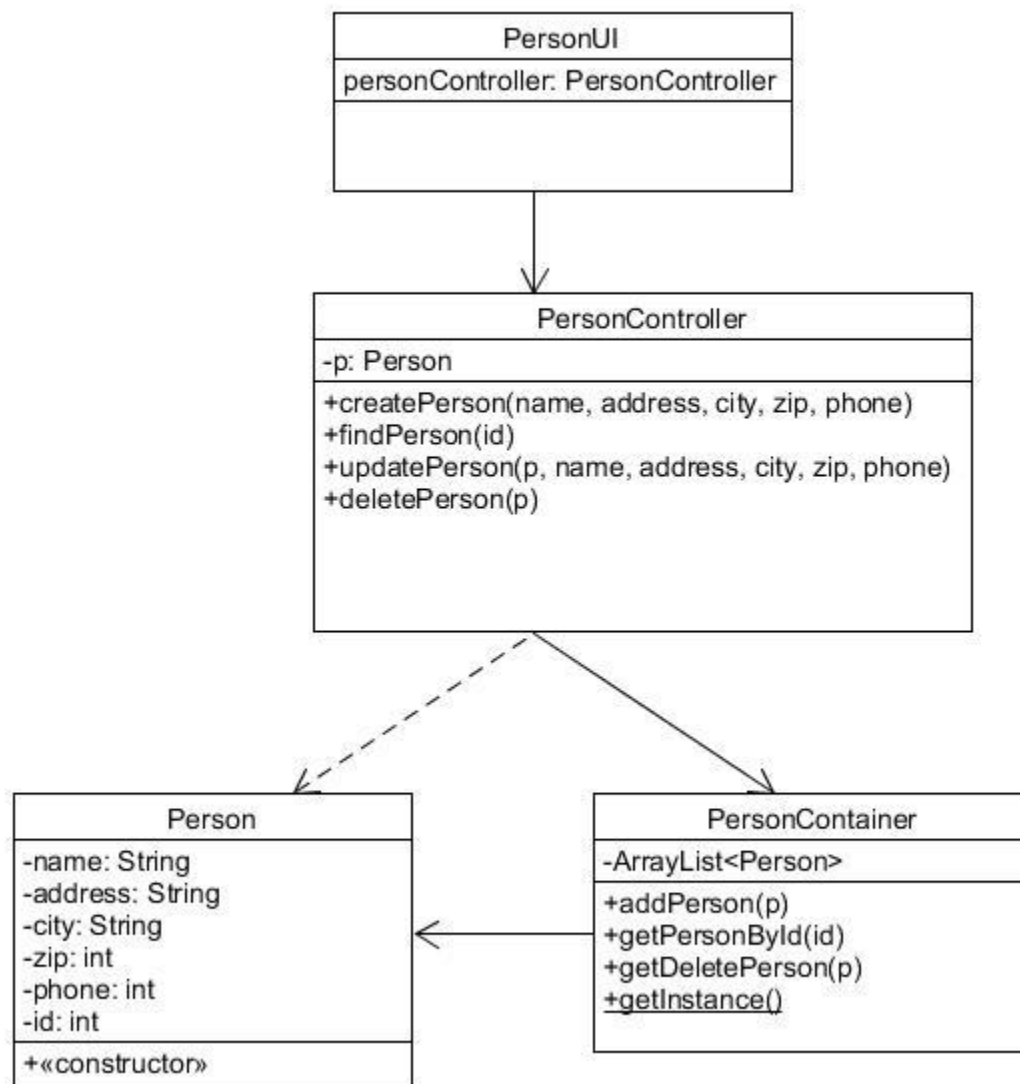 PersonUI
personController: PersonController
PersonController
-p: Person
+createPerson(name, address, city, zip, phone)
+findPerson(id)
+updatePerson(p, name, address, city, zip, phone)
+deletePerson(p)
Person
-name: String
-address: String
-city: String
-zip: int
-phone: int
-id: int
+«constructor»
PersonContainer
-ArrayList<Person>
+addPerson(p)
+getPersonById(id)
+getDeletePerson(p)
+getInstance()